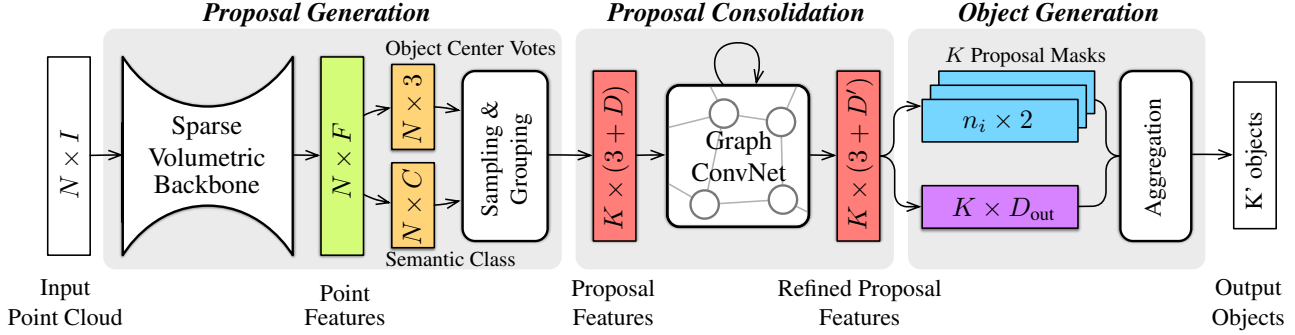 Proposal Generation
Proposal Consolidation
Object Generation
N × I
Sparse
Volumetric
Backbone
N × F
Object Center Votes
N × 3
N × C
Semantic Class
Sampling &
Grouping
K × (3 + D)
Graph
ConvNet
K × (3 + D′)
K Proposal Masks
n_i × 2
K × D_out
Aggregation
K' objects
Input
Point Cloud
Point
Features
Proposal
Features
Refined Proposal
Features
Output
Objects